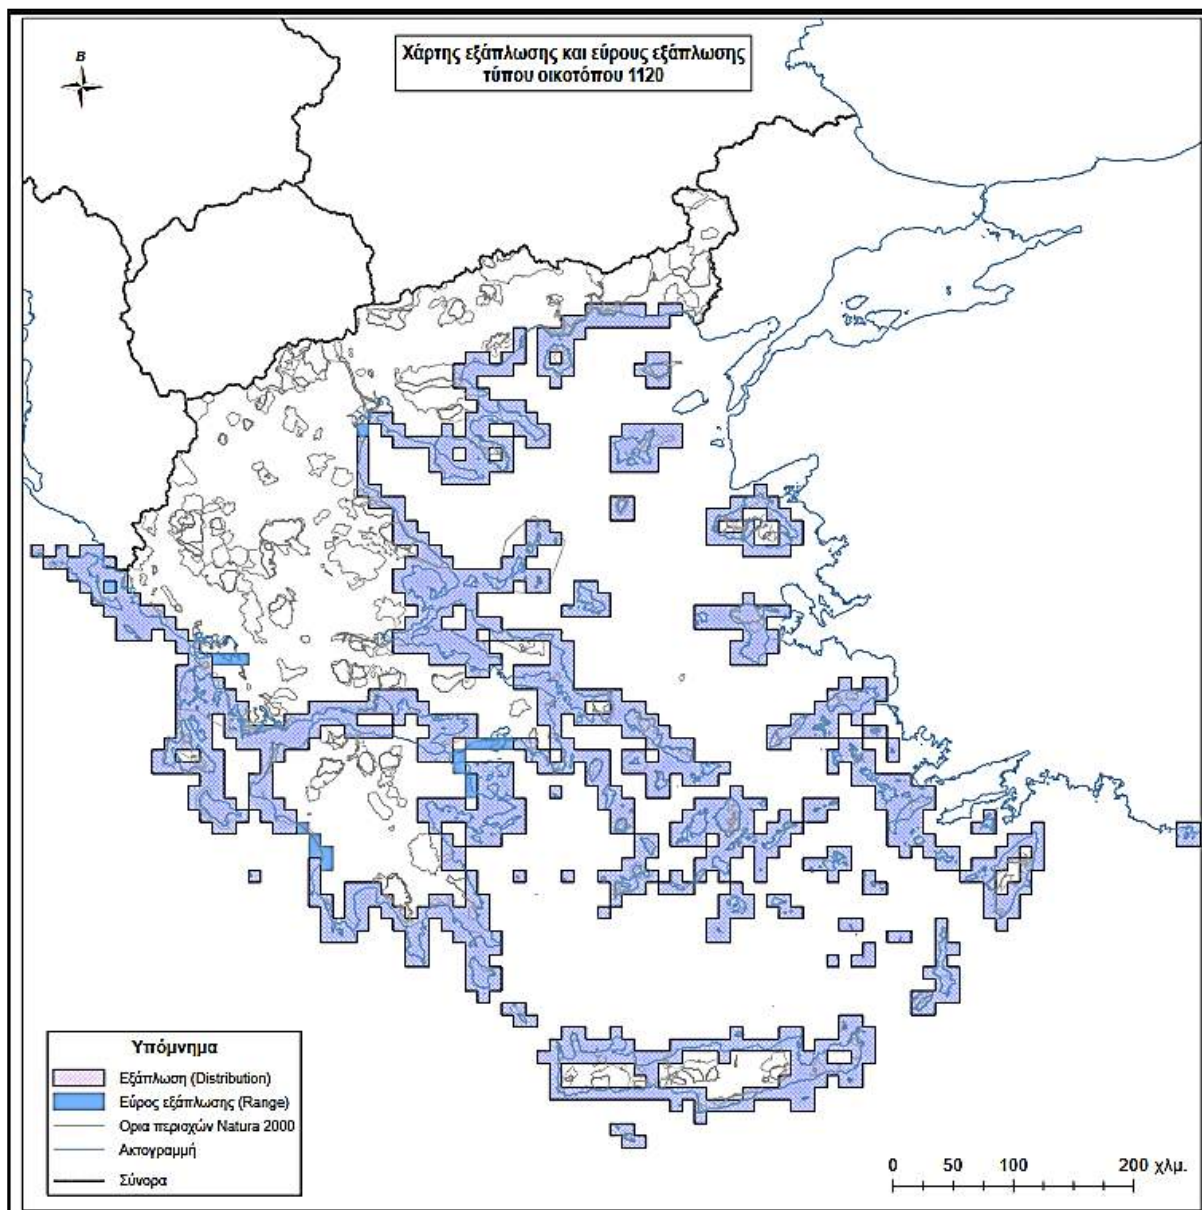 Χάρτης εξάπλωσης και εύρους εξάπλωσης
τύπου οικοτόπου 1120
Β
Υπόμνημα
Εξάπλωση (Distribution)
Εύρος εξάπλωσης (Range)
Ορια περιοχών Natura 2000
Ακτογραμμή
Σύνορα
0 50 100 200 χλμ.